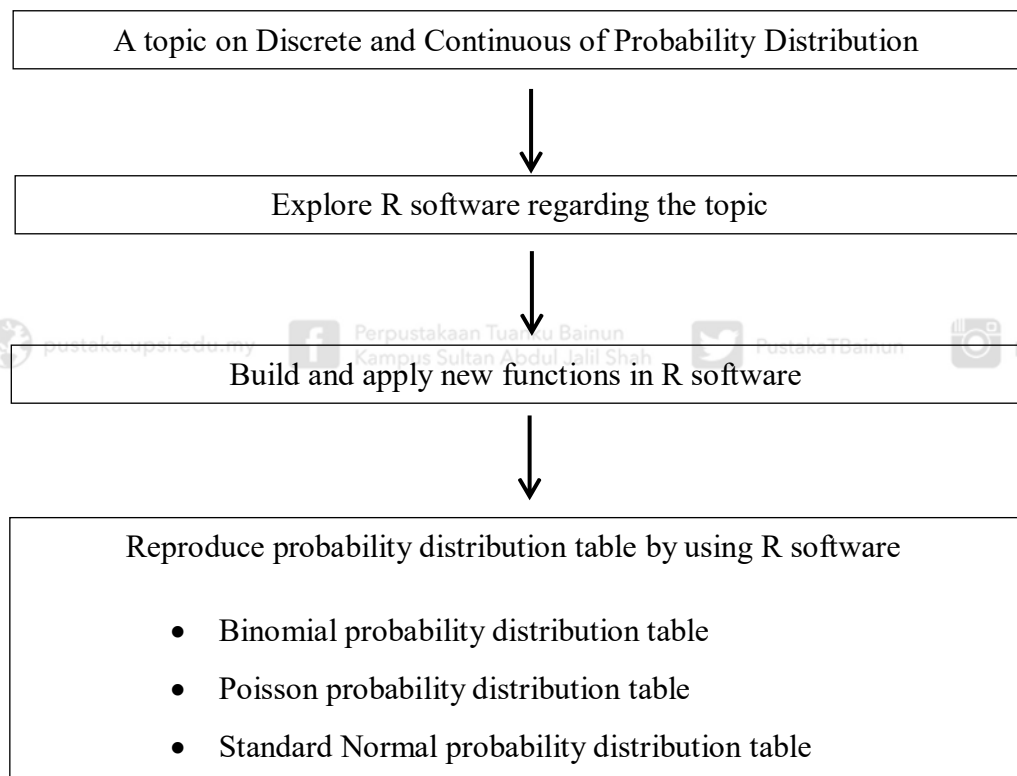 A topic on Discrete and Continuous of Probability Distribution
Explore R software regarding the topic
pustaka.upsi.edu.my
Perpustakaan Tuanku Bainun
Kampus Sultan Abdul Jalil Shah
PustakaTBainun
Build and apply new functions in R software
Reproduce probability distribution table by using R software
• Binomial probability distribution table
• Poisson probability distribution table
• Standard Normal probability distribution table